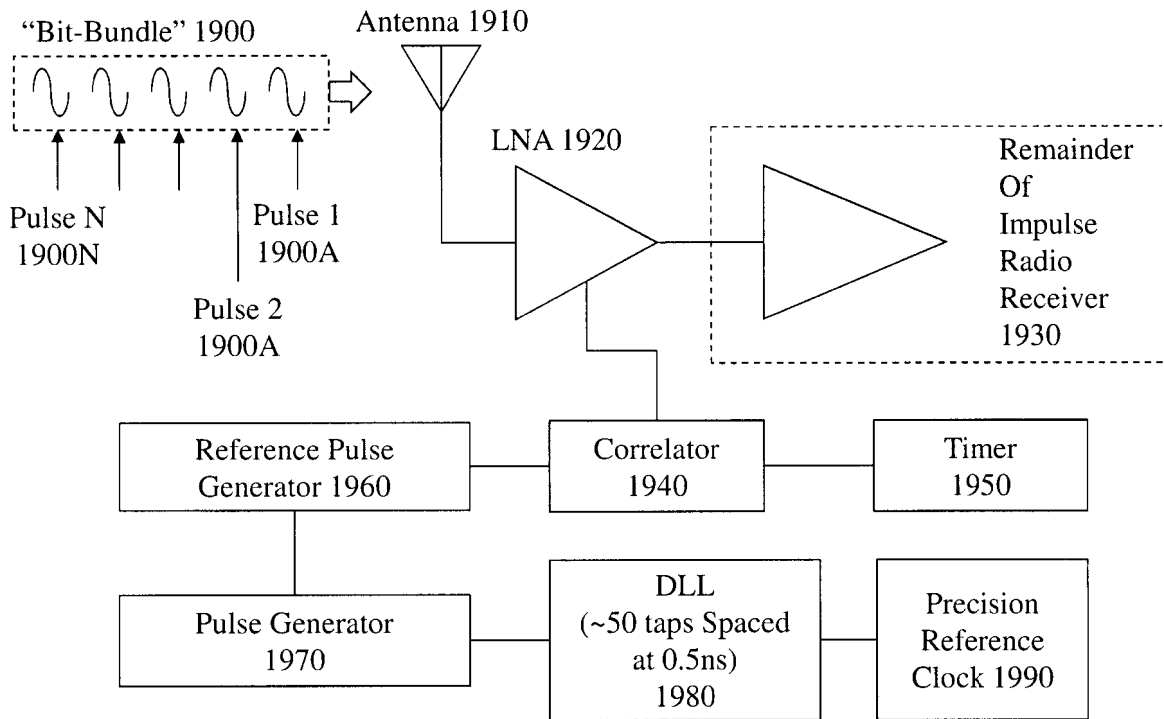 “Bit-Bundle” 1900
Antenna 1910
LNA 1920
Remainder
Of
Impulse
Radio
Receiver
1930
Pulse N
1900N
Pulse 1
1900A
Pulse 2
1900A
Reference Pulse
Generator 1960
Correlator
1940
Timer
1950
Pulse Generator
1970
DLL
(~50 taps Spaced
at 0.5ns)
1980
Precision
Reference
Clock 1990